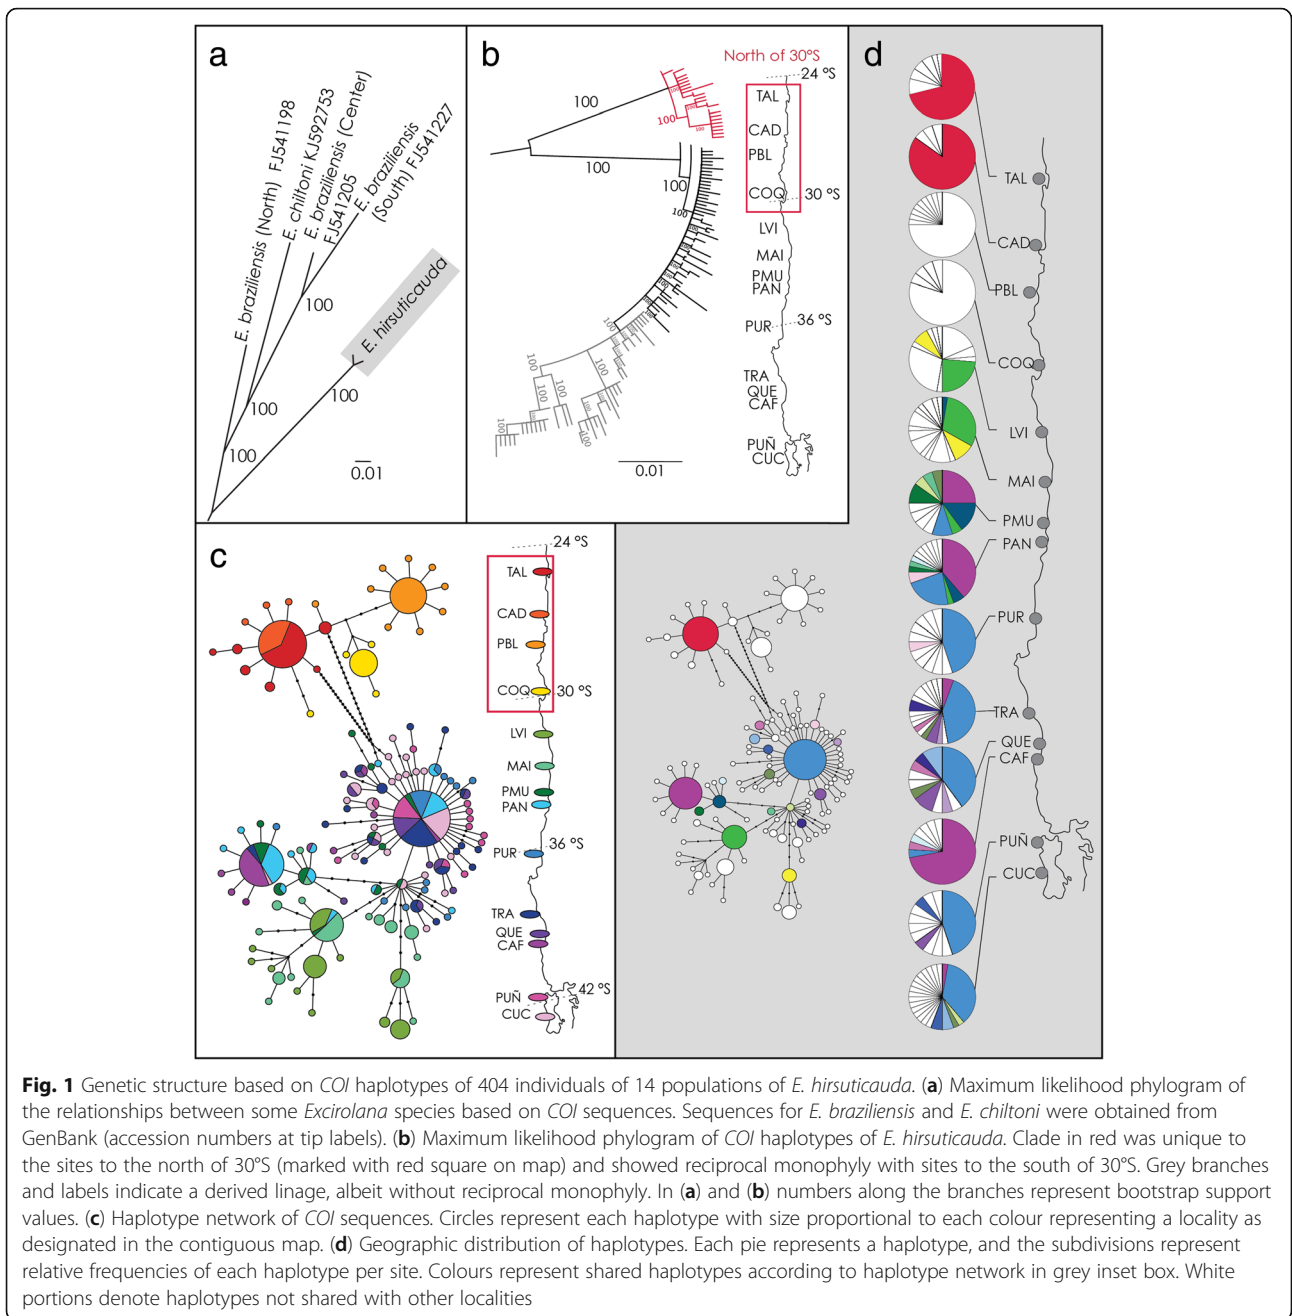 a
E. braziliensis (North) FJ541198
E. chiltoni KJ592753
E. braziliensis (Center)
FJ541205
E. braziliensis
(South) FJ541227
E. hirsuticauda
100
100
100
100
0.01
b
North of 30°S
24 °S
TAL
CAD
PBL
COQ
30 °S
LVI
MAI
PMU
PAN
PUR
36 °S
TRA
QUE
CAF
PUÑ
CUC
100
100
100
100
100
100
100
100
100
100
100
0.01
c
24 °S
TAL
CAD
PBL
COQ
30 °S
LVI
MAI
PMU
PAN
36 °S
PUR
TRA
QUE
CAF
42 °S
PUÑ
CUC
d
TAL
CAD
PBL
COQ
LVI
MAI
PMU
PAN
PUR
TRA
QUE
CAF
PUÑ
CUC
Fig. 1 Genetic structure based on COI haplotypes of 404 individuals of 14 populations of E. hirsuticauda. (a) Maximum likelihood phylogram of
the relationships between some Excirolana species based on COI sequences. Sequences for E. braziliensis and E. chiltoni were obtained from
GenBank (accession numbers at tip labels). (b) Maximum likelihood phylogram of COI haplotypes of E. hirsuticauda. Clade in red was unique to
the sites to the north of 30°S (marked with red square on map) and showed reciprocal monophyly with sites to the south of 30°S. Grey branches
and labels indicate a derived linage, albeit without reciprocal monophyly. In (a) and (b) numbers along the branches represent bootstrap support
values. (c) Haplotype network of COI sequences. Circles represent each haplotype with size proportional to each colour representing a locality as
designated in the contiguous map. (d) Geographic distribution of haplotypes. Each pie represents a haplotype, and the subdivisions represent
relative frequencies of each haplotype per site. Colours represent shared haplotypes according to haplotype network in grey inset box. White
portions denote haplotypes not shared with other localities